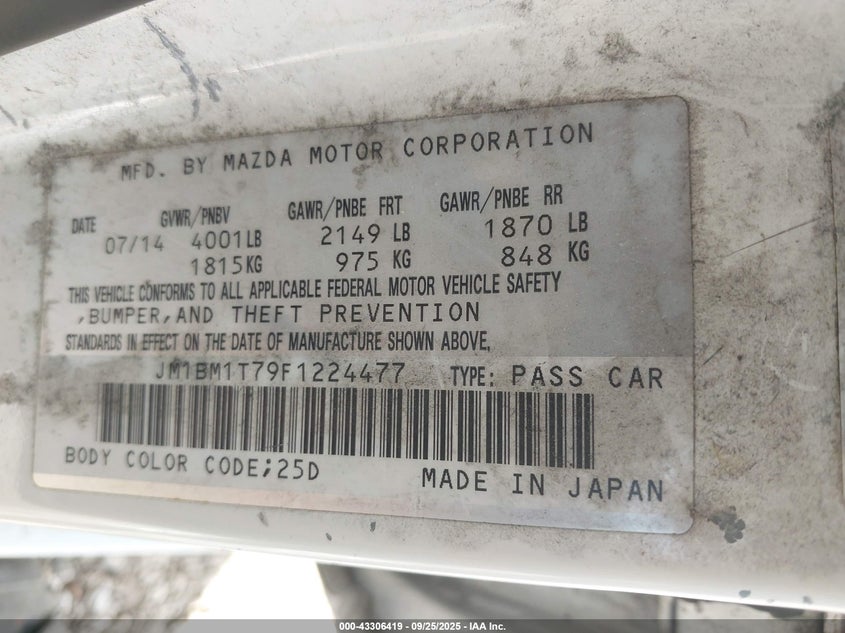 MFD. BY MAZDA MOTOR CORPORATION
DATE GVWR/PNBV GAWR/PNBE FRT GAWR/PNBE RR
07/14 4001LB 2149 LB 1870 LB
1815KG 975 KG 848 KG
THIS VEHICLE CONFORMS TO ALL APPLICABLE FEDERAL MOTOR VEHICLE SAFETY
,BUMPER,AND THEFT PREVENTION
STANDARDS IN EFFECT ON THE DATE OF MANUFACTURE SHOWN ABOVE,
JM1BM1T79F1224477 TYPE: PASS CAR
BODY COLOR CODE;25D MADE IN JAPAN
000-43306419 - 09/25/2025 - IAA Inc.